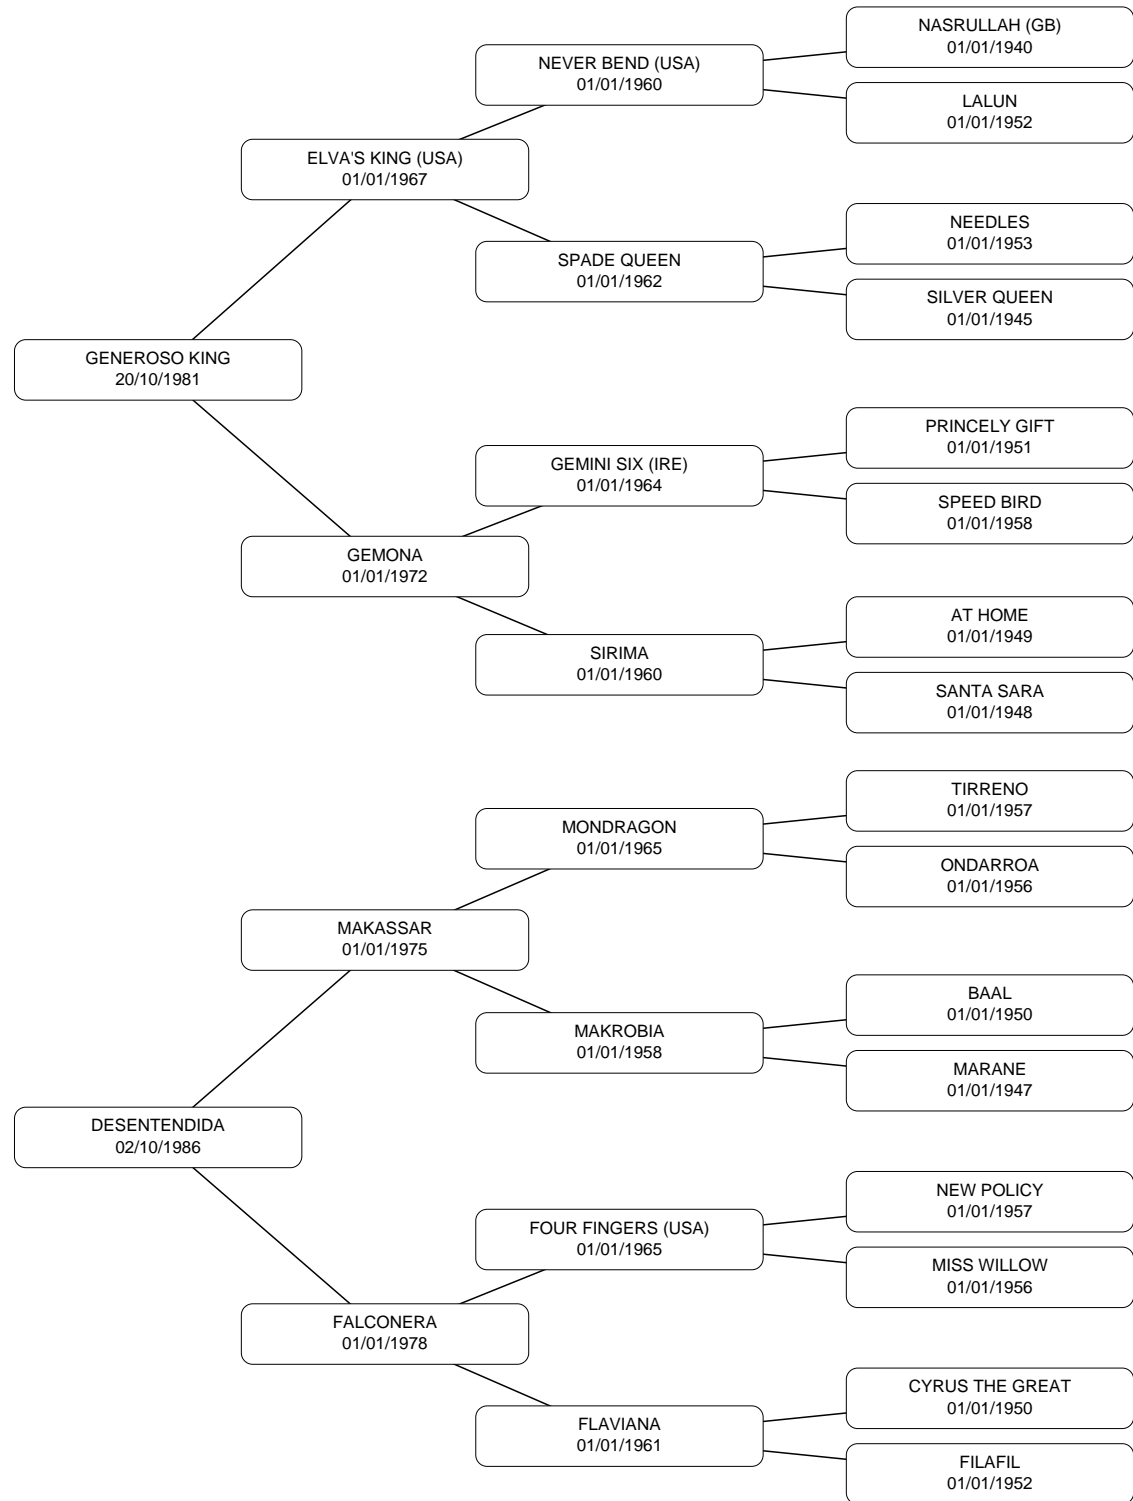 NASRULLAH (GB)
01/01/1940
NEVER BEND (USA)
01/01/1960
LALUN
01/01/1952
ELVA'S KING (USA)
01/01/1967
NEEDLES
01/01/1953
SPADE QUEEN
01/01/1962
SILVER QUEEN
01/01/1945
GENEROSO KING
20/10/1981
PRINCELY GIFT
01/01/1951
GEMINI SIX (IRE)
01/01/1964
SPEED BIRD
01/01/1958
GEMONA
01/01/1972
AT HOME
01/01/1949
SIRIMA
01/01/1960
SANTA SARA
01/01/1948
TIRRENO
01/01/1957
MONDRAGON
01/01/1965
ONDARROA
01/01/1956
MAKASSAR
01/01/1975
BAAL
01/01/1950
MAKROBIA
01/01/1958
MARANE
01/01/1947
DESENTENDIDA
02/10/1986
NEW POLICY
01/01/1957
FOUR FINGERS (USA)
01/01/1965
MISS WILLOW
01/01/1956
FALCONERA
01/01/1978
CYRUS THE GREAT
01/01/1950
FLAVIANA
01/01/1961
FILAFIL
01/01/1952